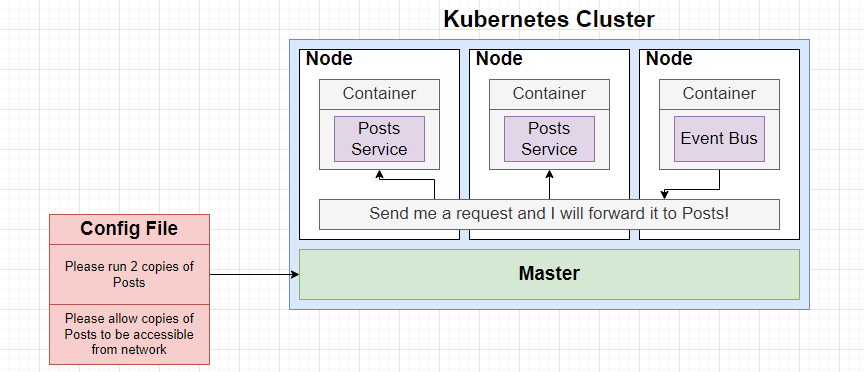 Kubernetes Cluster
Node
Node
Node
Container
Container
Container
Posts
Service
Posts
Service
Event Bus
Send me a request and I will forward it to Posts!
Config File
Please run 2 copies of
Posts
Please allow copies of
Posts to be accessible
from network
Master